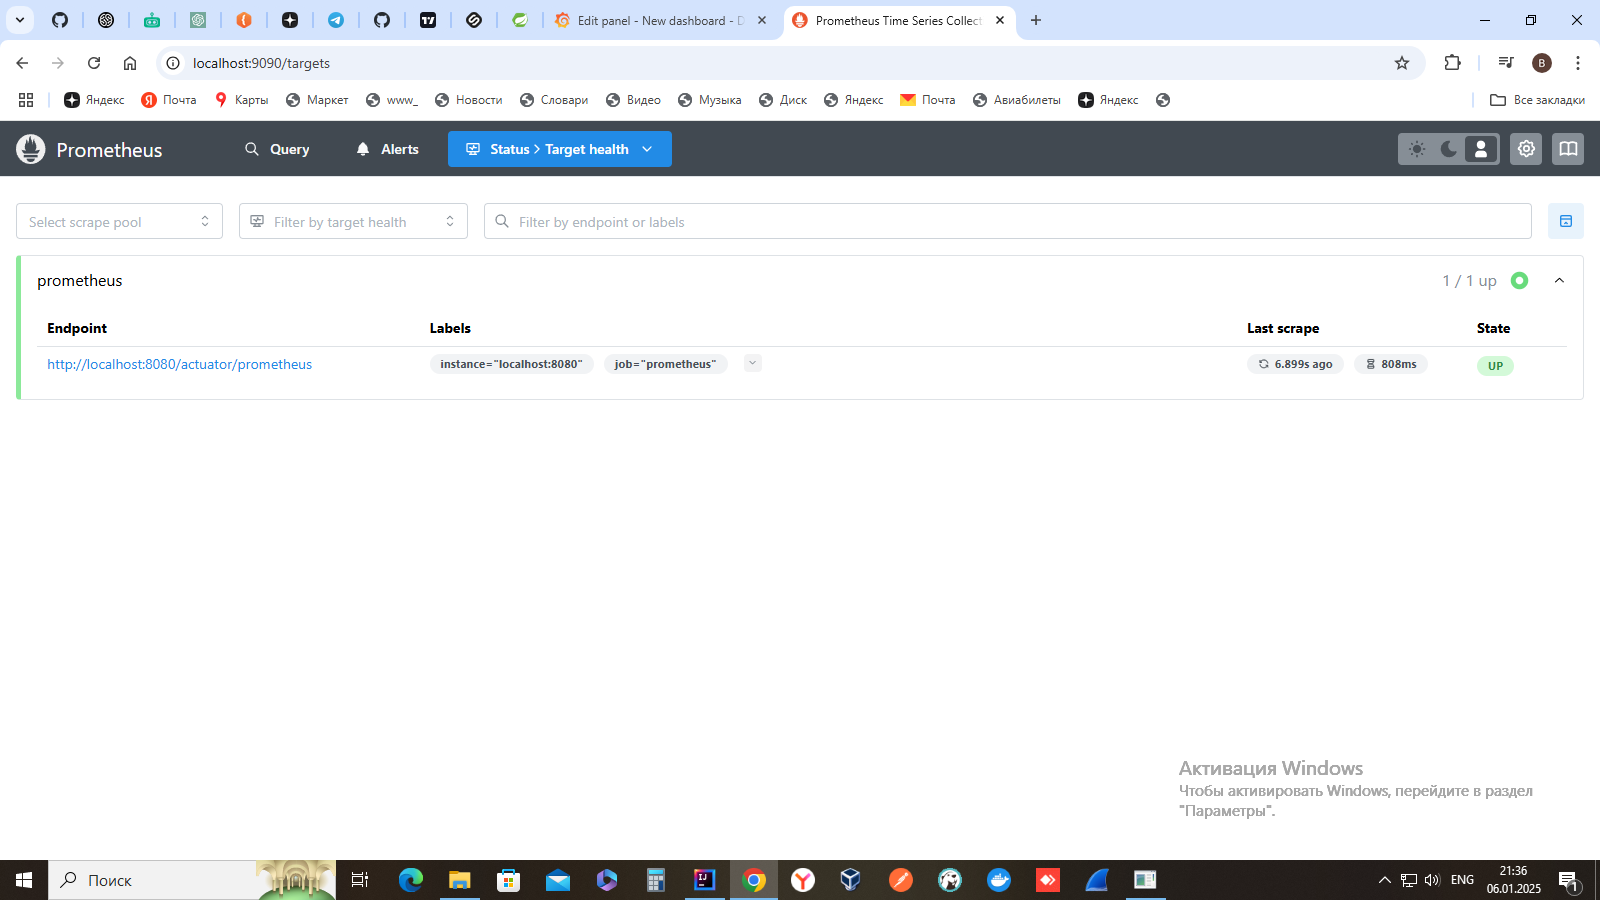 Edit panel - New dashboard - D
Prometheus Time Series Collect
localhost:9090/targets
B
Яндекс
Почта
Карты
Маркет
www_
Новости
Словари
Видео
Музыка
Диск
Яндекс
Почта
Авиабилеты
Яндекс
Все закладки
Prometheus
Query
Alerts
Status > Target health
Select scrape pool
Filter by target health
Filter by endpoint or labels
prometheus
1 / 1 up
Endpoint Labels Last scrape State
http://localhost:8080/actuator/prometheus instance="localhost:8080" job="prometheus" 6.899s ago 808ms UP
Активация Windows
Чтобы активировать Windows, перейдите в раздел
"Параметры".
Поиск
ENG
21:36
06.01.2025
1